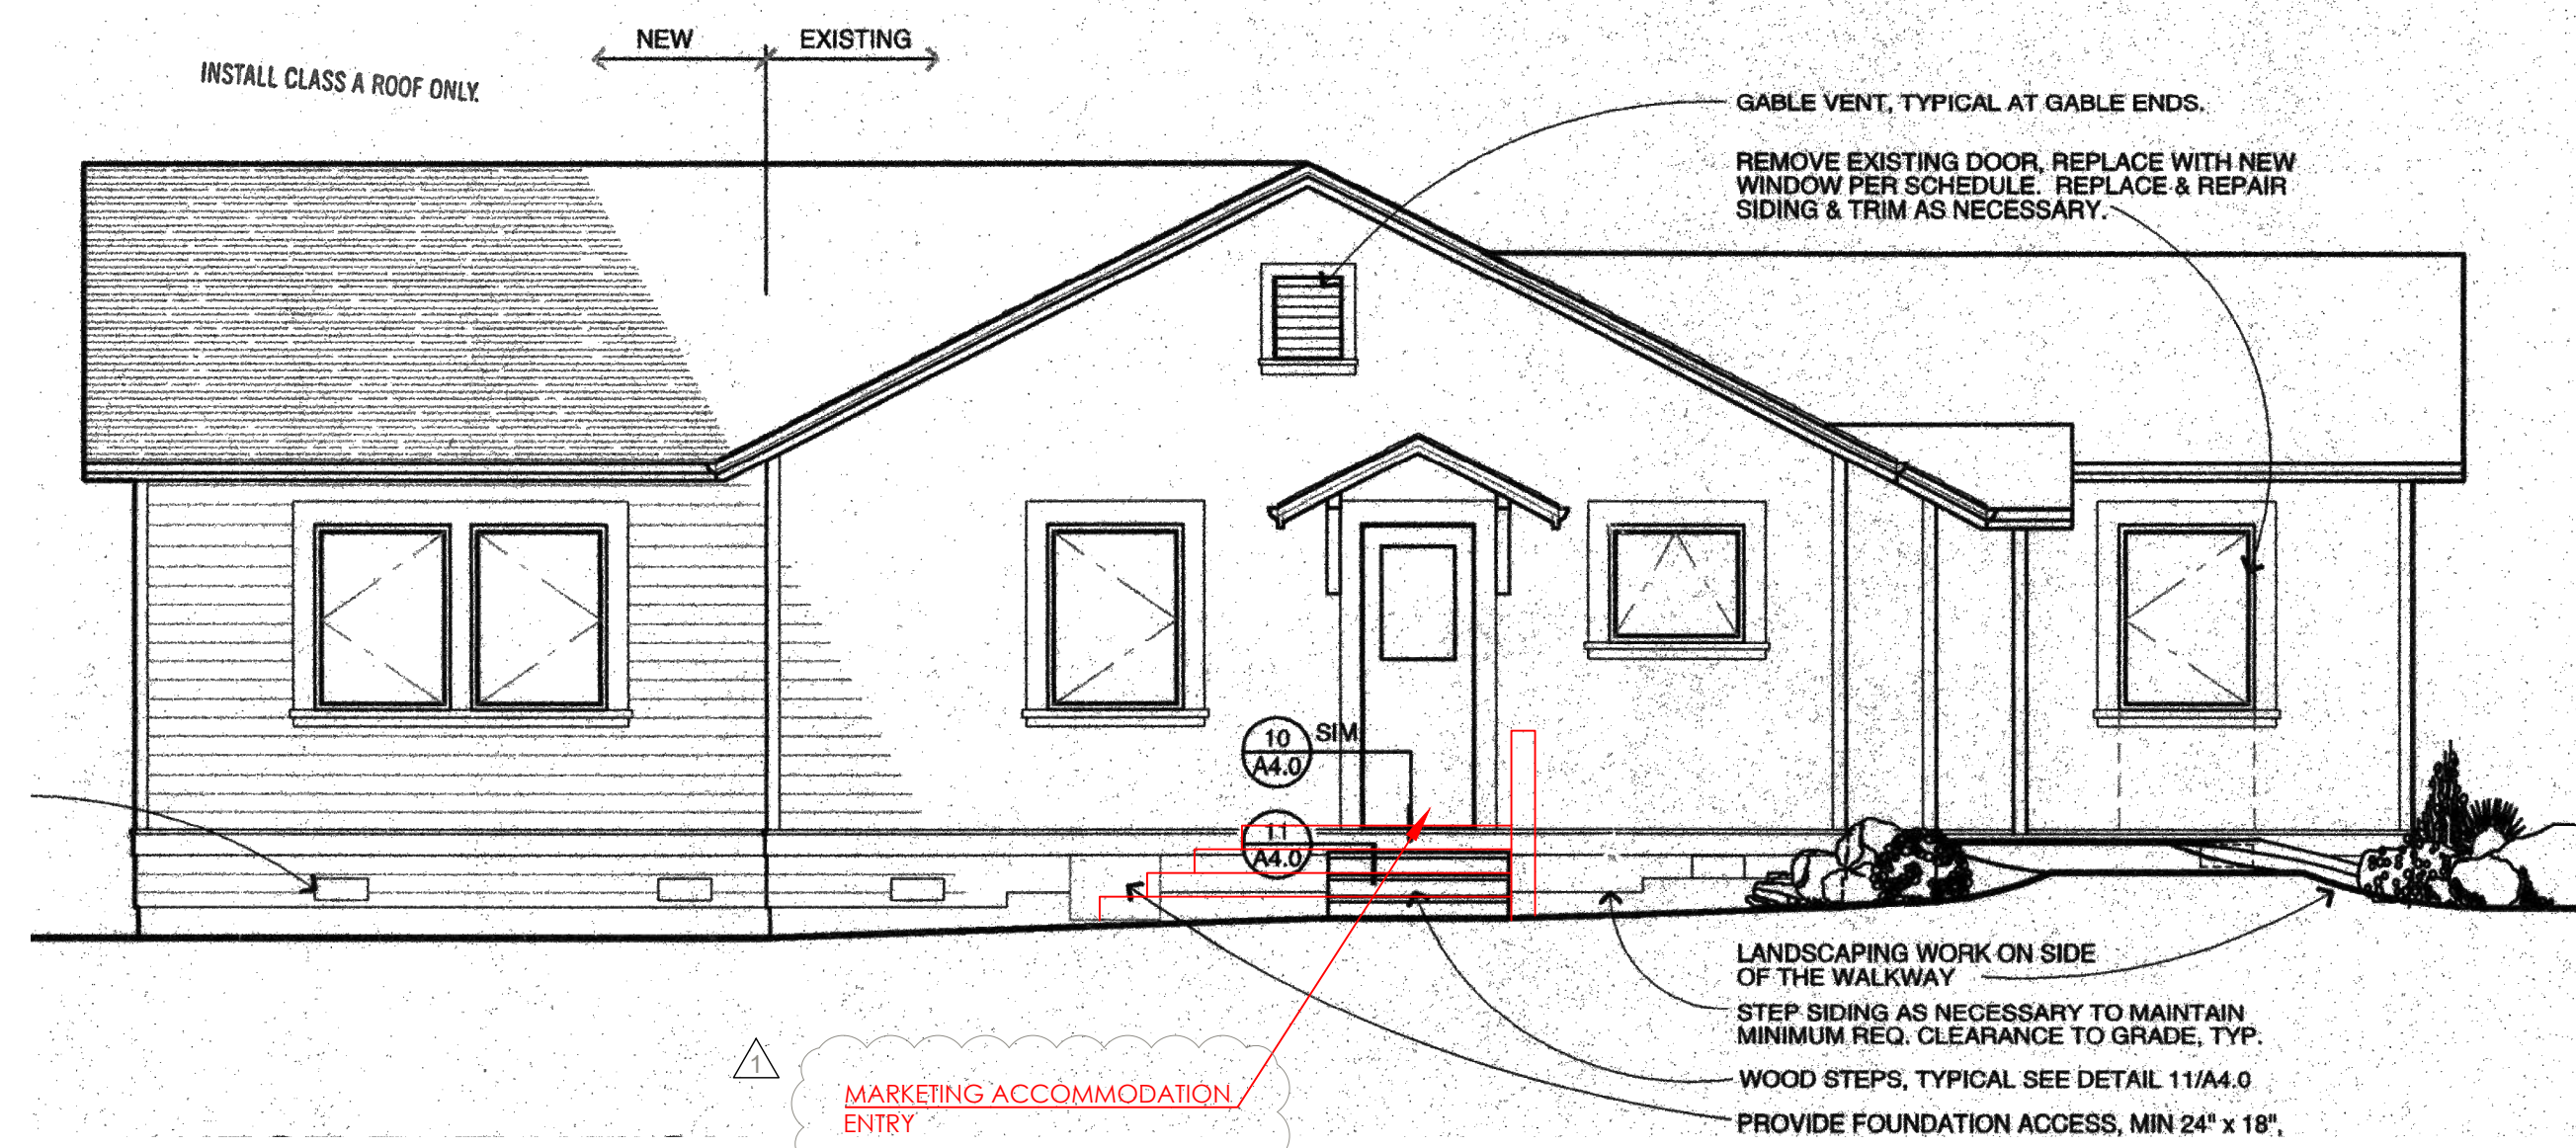 NEW
EXISTING
INSTALL CLASS A ROOF ONLY.
GABLE VENT, TYPICAL AT GABLE ENDS.
REMOVE EXISTING DOOR, REPLACE WITH NEW
WINDOW PER SCHEDULE. REPLACE & REPAIR
SIDING & TRIM AS NECESSARY.
10
A4.0
SIM
11
A4.0
LANDSCAPING WORK ON SIDE
OF THE WALKWAY
STEP SIDING AS NECESSARY TO MAINTAIN
MINIMUM REQ. CLEARANCE TO GRADE, TYP.
WOOD STEPS, TYPICAL SEE DETAIL 11/A4.0
PROVIDE FOUNDATION ACCESS, MIN 24" x 18",
1
MARKETING ACCOMMODATION
ENTRY